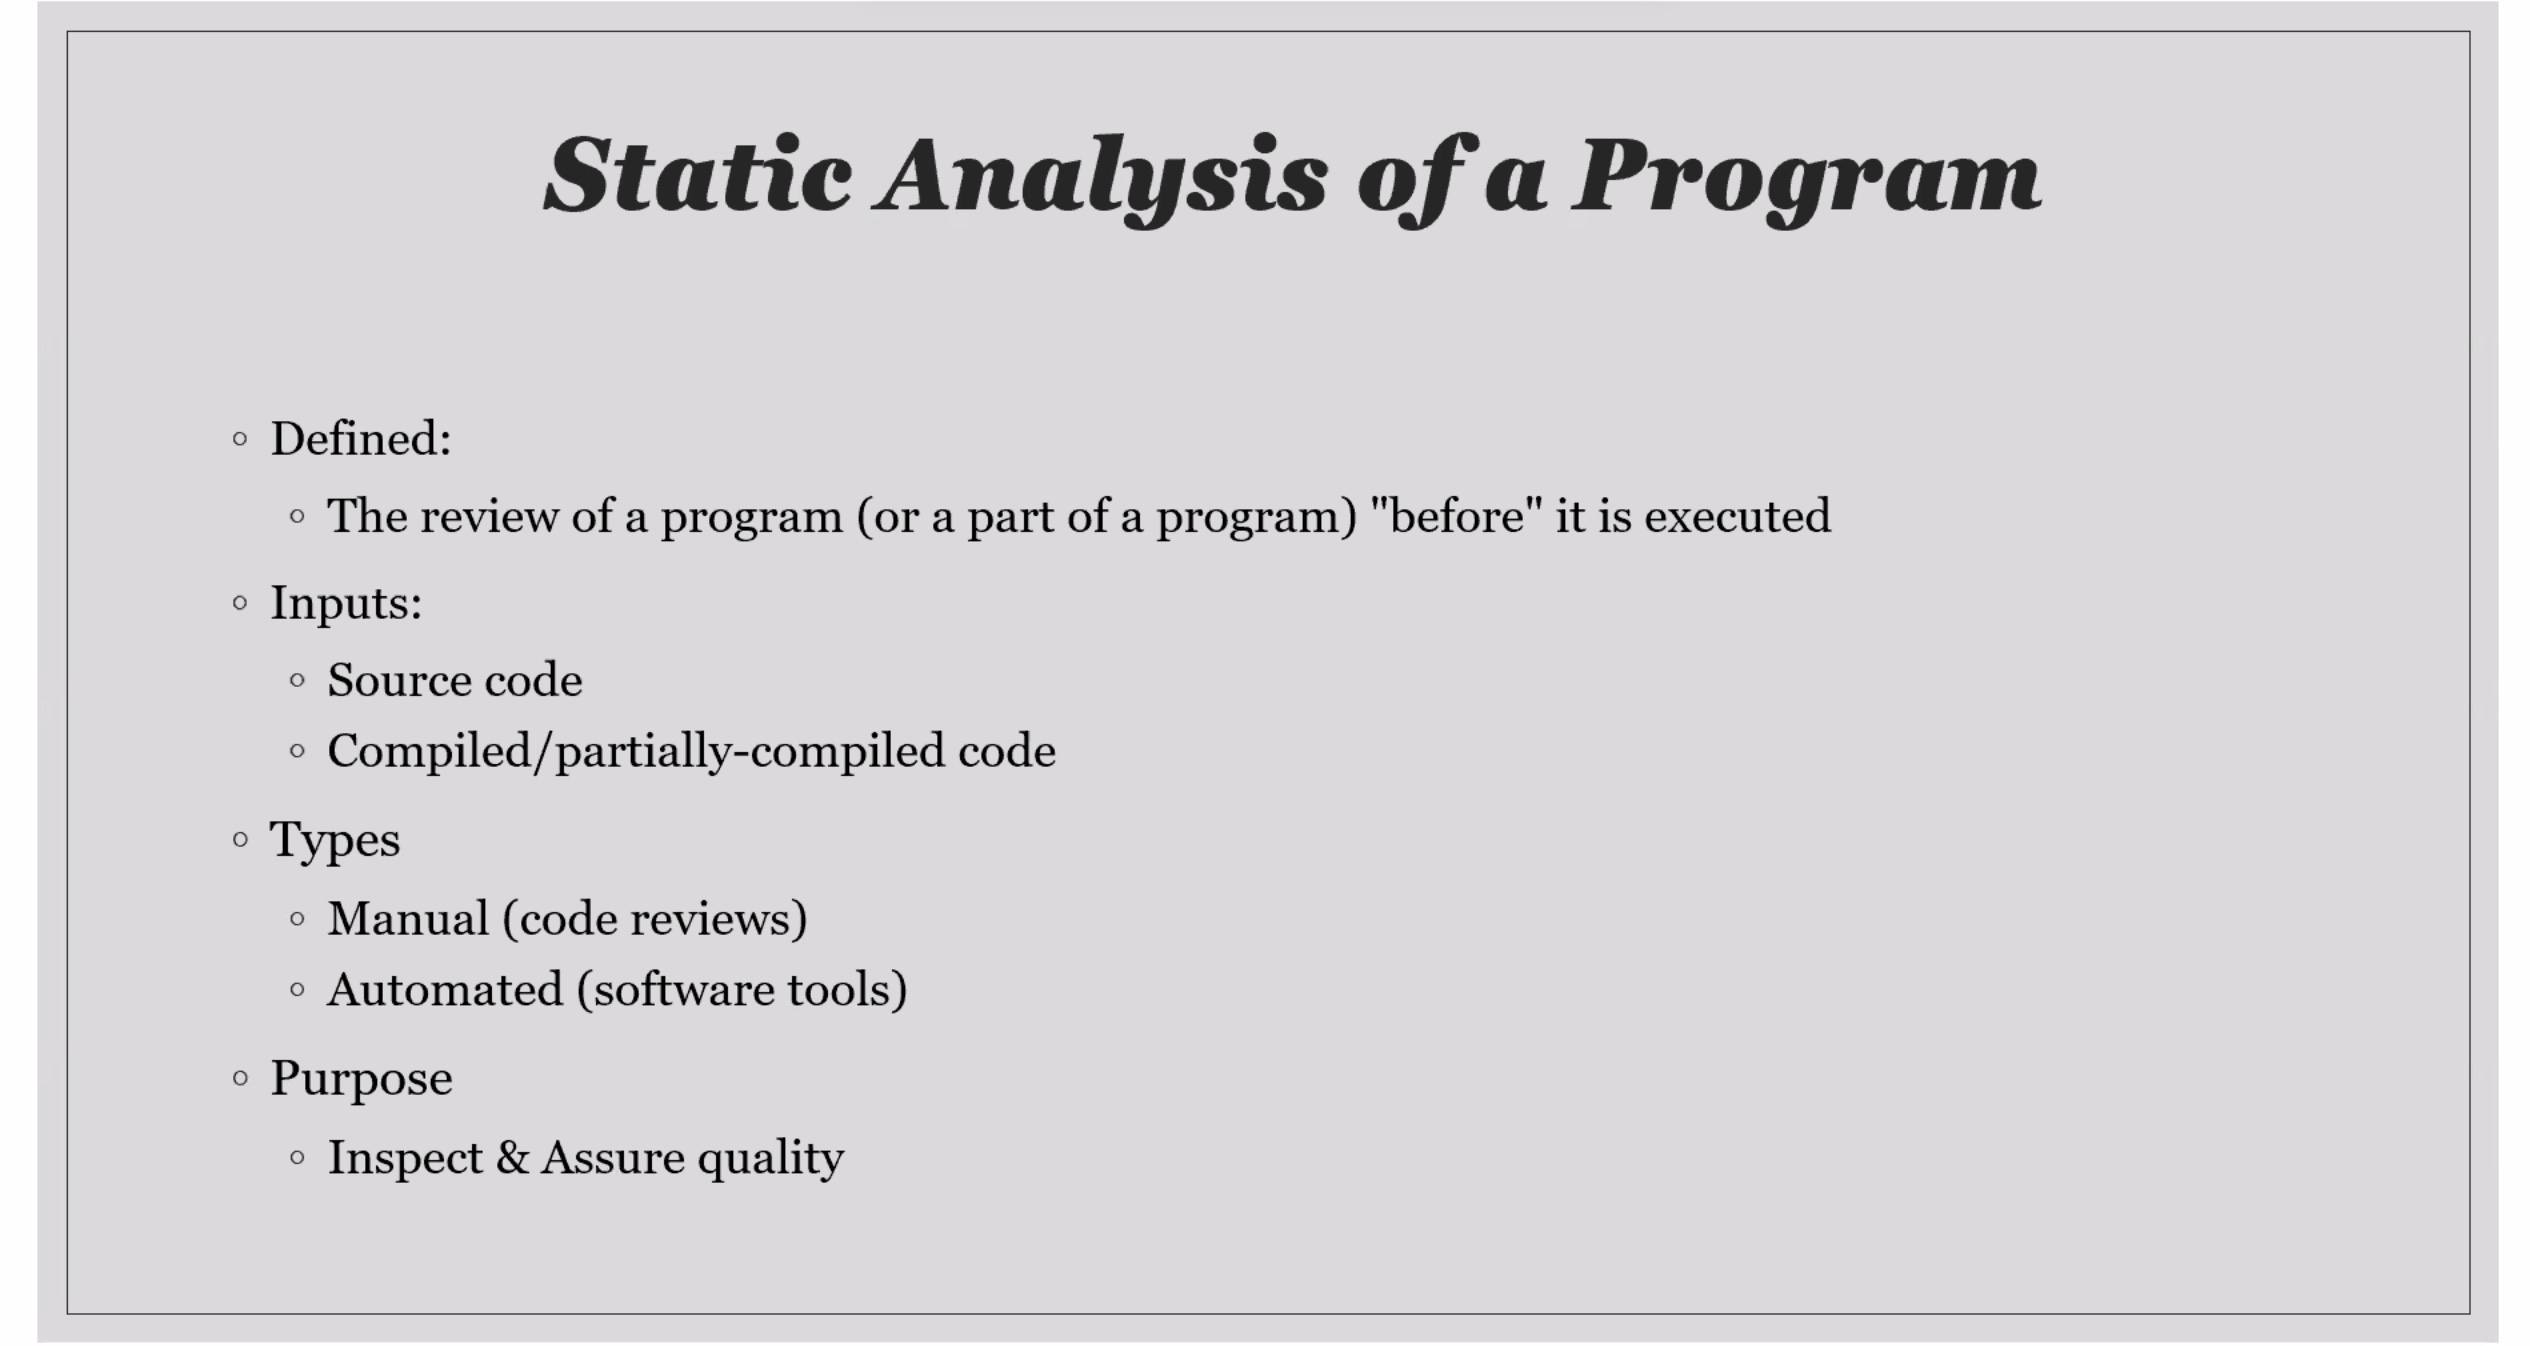 Static Analysis of a Program
Defined:
The review of a program (or a part of a program) "before" it is executed
Inputs:
Source code
Compiled/partially-compiled code
Types
Manual (code reviews)
Automated (software tools)
Purpose
Inspect & Assure quality